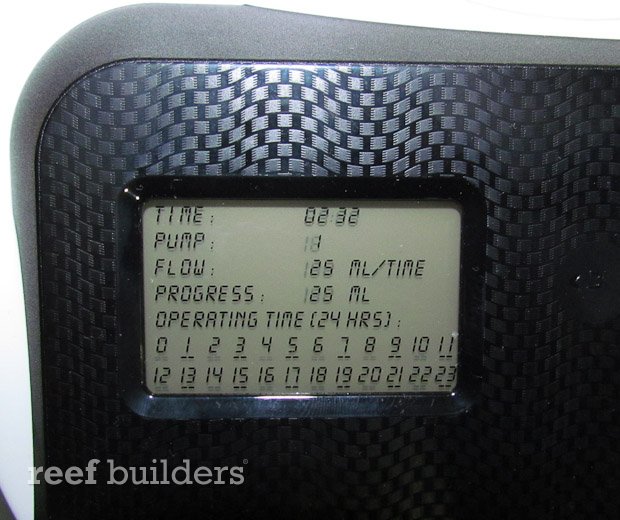 TIME: 02:32
PUMP: 1
FLOW: 25 ML/TIME
PROGRESS: 25 ML
OPERATING TIME (24 HRS):
0 1 2 3 4 5 6 7 8 9 10 11
12 13 14 15 16 17 18 19 20 21 22 23
reef builders